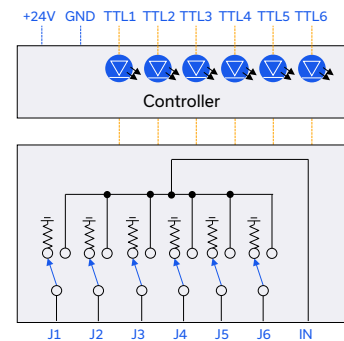 +24V GND TTL1 TTL2 TTL3 TTL4 TTL5 TTL6
Controller
J1 J2 J3 J4 J5 J6 IN